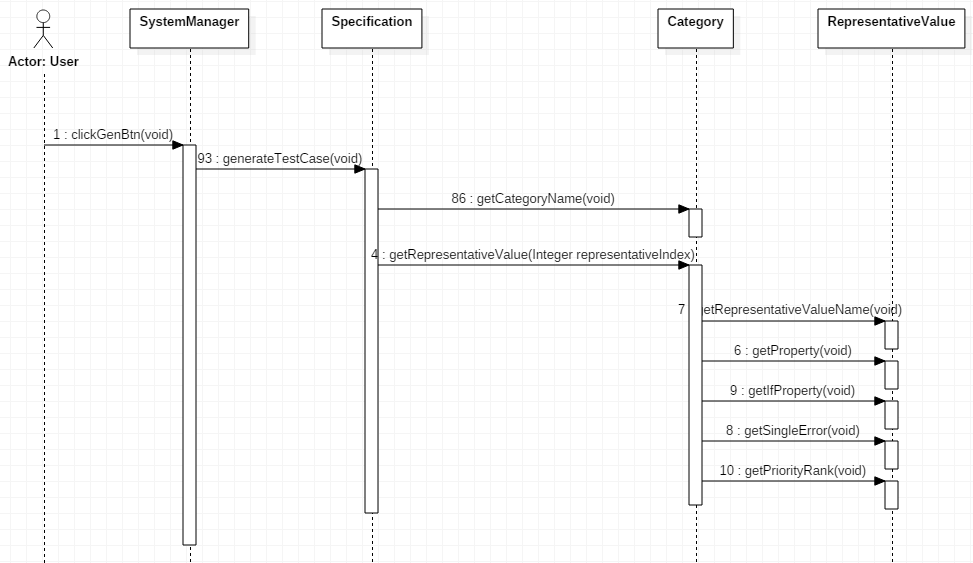 SystemManager
Specification
Category
RepresentativeValue
Actor: User
1 : clickGenBtn(void)
93 : generateTestCase(void)
86 : getCategoryName(void)
4 : getRepresentativeValue(Integer representativeIndex)
7 getRepresentativeValueName(void)
6 : getProperty(void)
9 : getIfProperty(void)
8 : getSingleError(void)
10 : getPriorityRank(void)